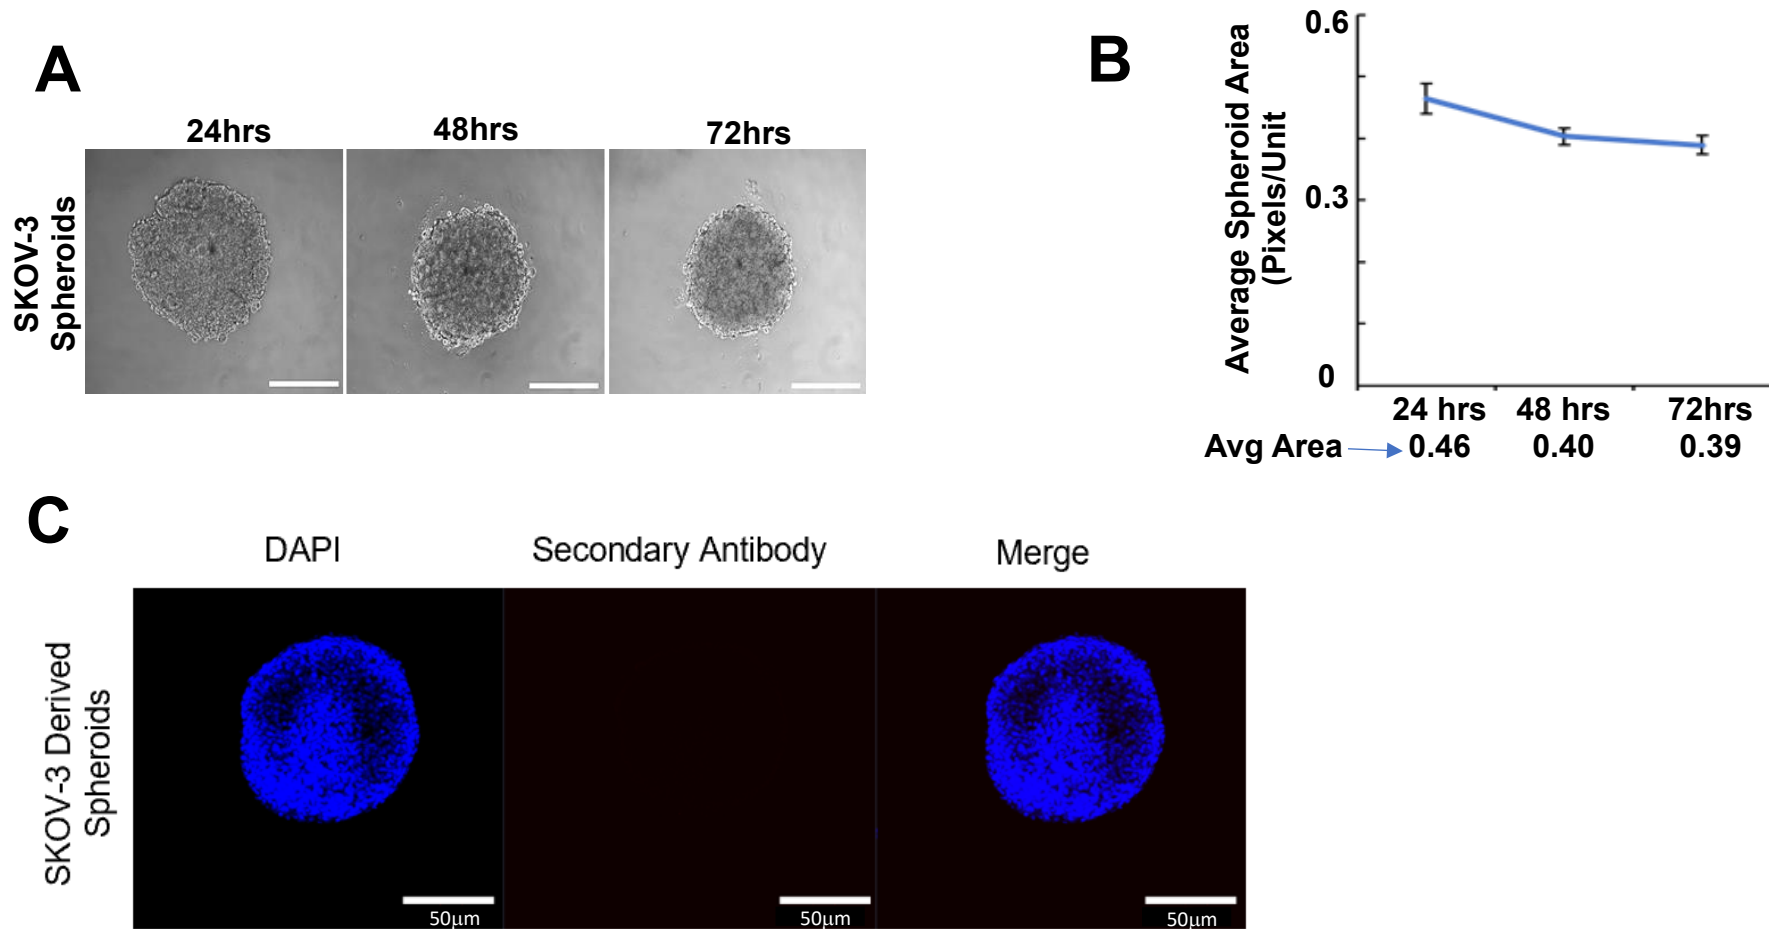 A
24hrs
48hrs
72hrs
SKOV-3
Spheroids
B
Average Spheroid Area
(Pixels/Unit
0.6
0.3
0
24 hrs
48 hrs
72hrs
Avg Area
0.46
0.40
0.39
C
DAPI
Secondary Antibody
Merge
SKOV-3 Derived
Spheroids
50μm
50μm
50μm